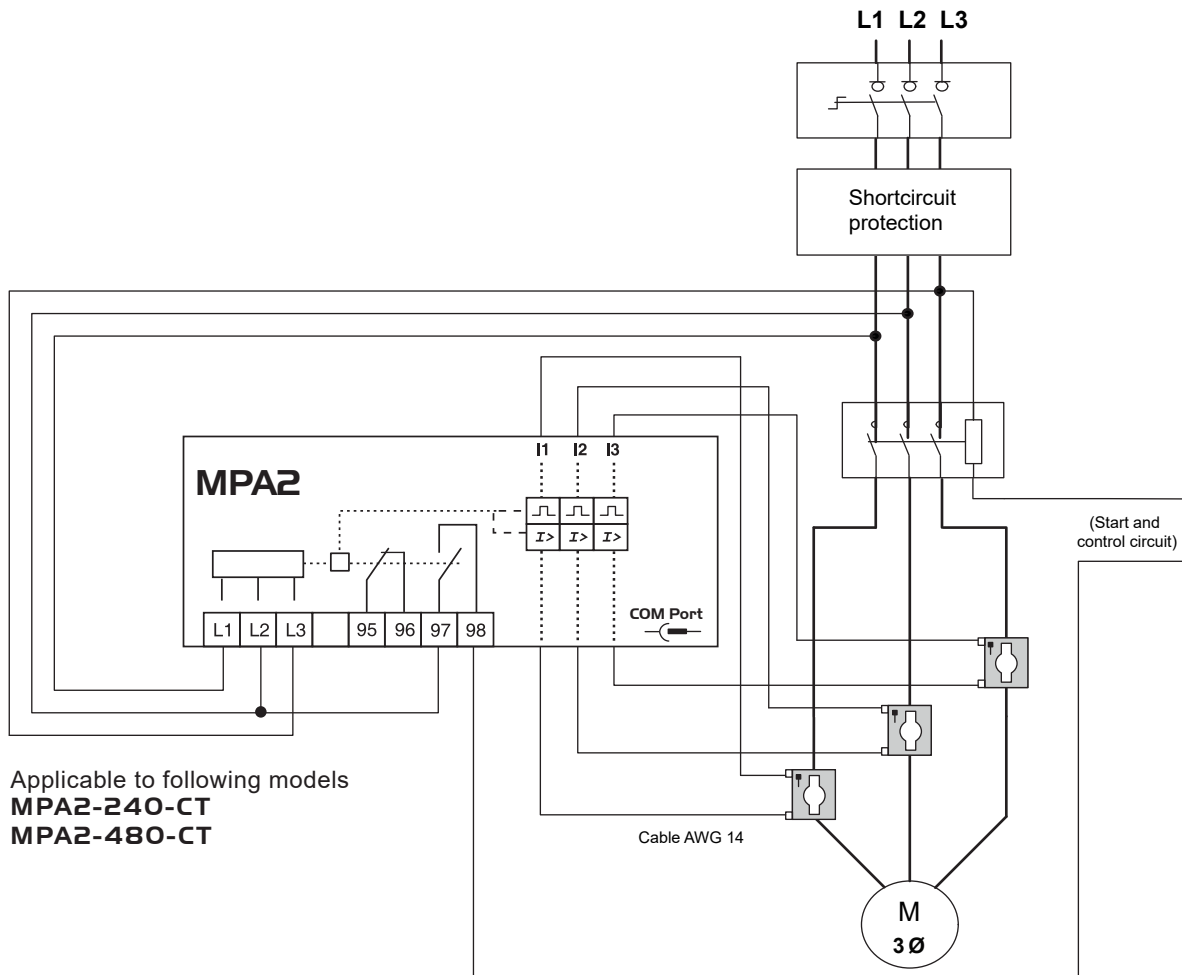 L1 L2 L3
Shortcircuit
protection
I1 I2 I3
MPA2
I> I> I>
(Start and
control circuit)
COM Port
L1 L2 L3 95 96 97 98
Applicable to following models
MPA2-240-CT
MPA2-480-CT
Cable AWG 14
M
3 Ø